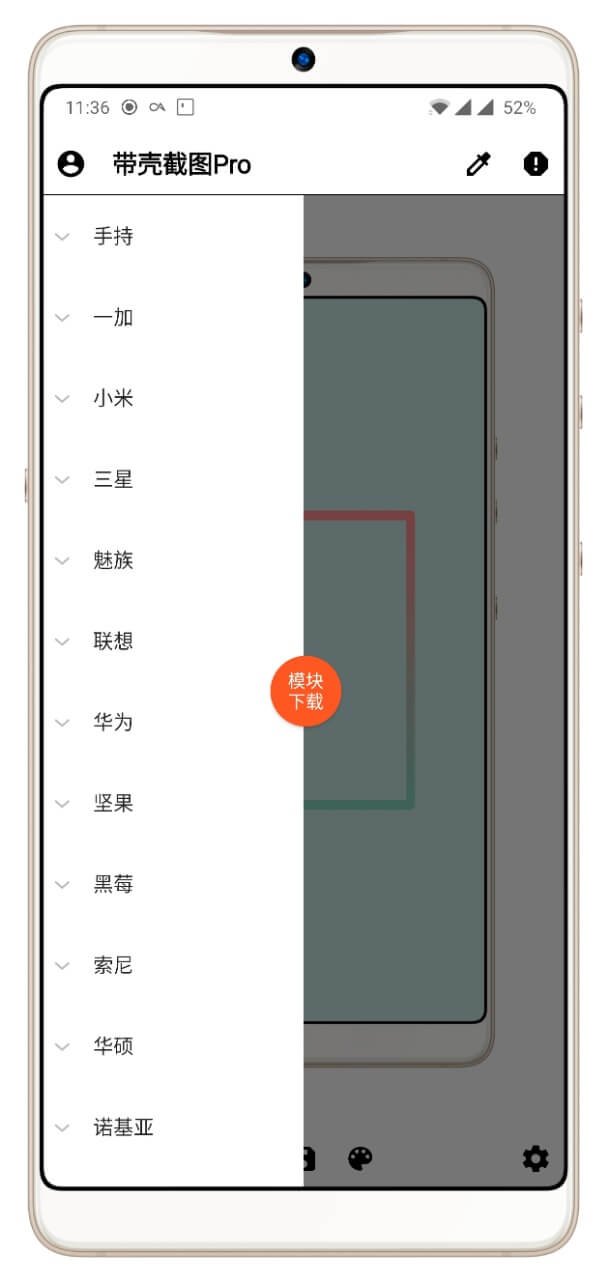 11:36
52%
带壳截图Pro
手持
一加
小米
三星
魅族
联想
模块
下载
华为
坚果
黑莓
索尼
华硕
诺基亚